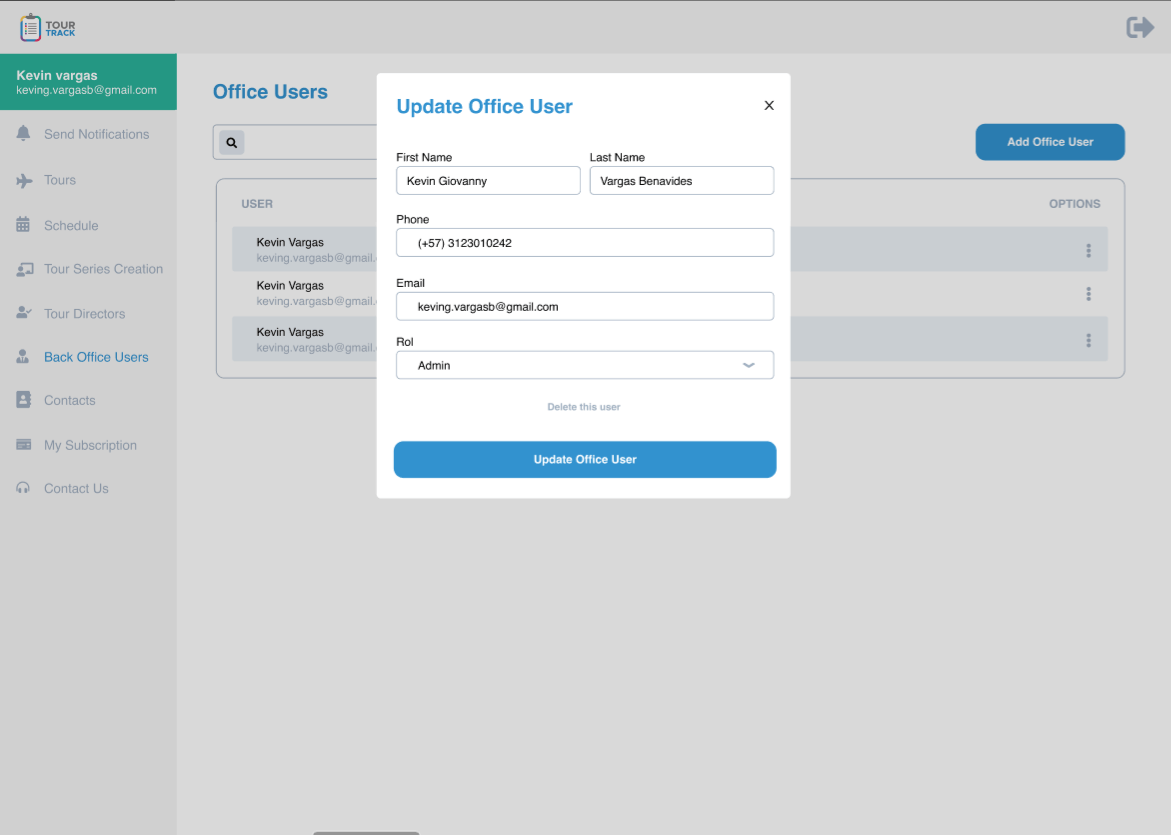 TOUR
TRACK
Kevin vargas
keving.vargasb@gmail.com
Send Notifications
Tours
Schedule
Tour Series Creation
Tour Directors
Back Office Users
Contacts
My Subscription
Contact Us
Office Users
Add Office User
USER
OPTIONS
Kevin Vargas
keving.vargasb@gmail.
Kevin Vargas
keving.vargasb@gmail.
Kevin Vargas
keving.vargasb@gmail.
Update Office User
X
First Name
Last Name
Kevin Giovanny
Vargas Benavides
Phone
(+57) 3123010242
Email
keving.vargasb@gmail.com
Rol
Admin
Delete this user
Update Office User